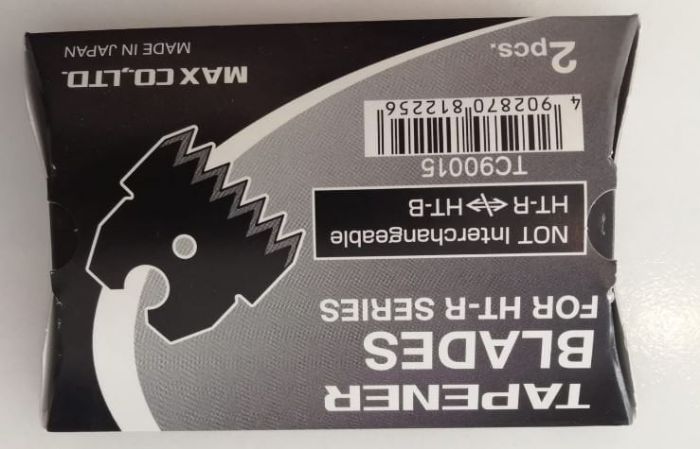 TAPENER
BLADES
FOR HT-R SERIES
NOT Interchangeable
HT-R⇎HT-B
TC90015
4 902870 812256
2pcs.
MAX CO.,LTD.
MADE IN JAPAN